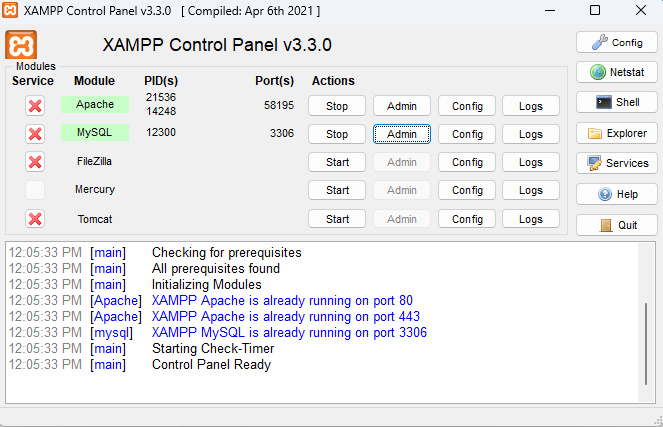 XAMPP Control Panel v3.3.0 [ Compiled: Apr 6th 2021 ]
XAMPP Control Panel v3.3.0
Config
Modules
Service Module PID(s) Port(s) Actions
Netstat
Apache 21536 14248 58195 Stop Admin Config Logs
Shell
MySQL 12300 3306 Stop Admin Config Logs
Explorer
FileZilla Start Admin Config Logs
Services
Mercury Start Admin Config Logs
Help
Tomcat Start Admin Config Logs
Quit
12:05:33 PM [main] Checking for prerequisites
12:05:33 PM [main] All prerequisites found
12:05:33 PM [main] Initializing Modules
12:05:33 PM [Apache] XAMPP Apache is already running on port 80
12:05:33 PM [Apache] XAMPP Apache is already running on port 443
12:05:33 PM [mysql] XAMPP MySQL is already running on port 3306
12:05:33 PM [main] Starting Check-Timer
12:05:33 PM [main] Control Panel Ready